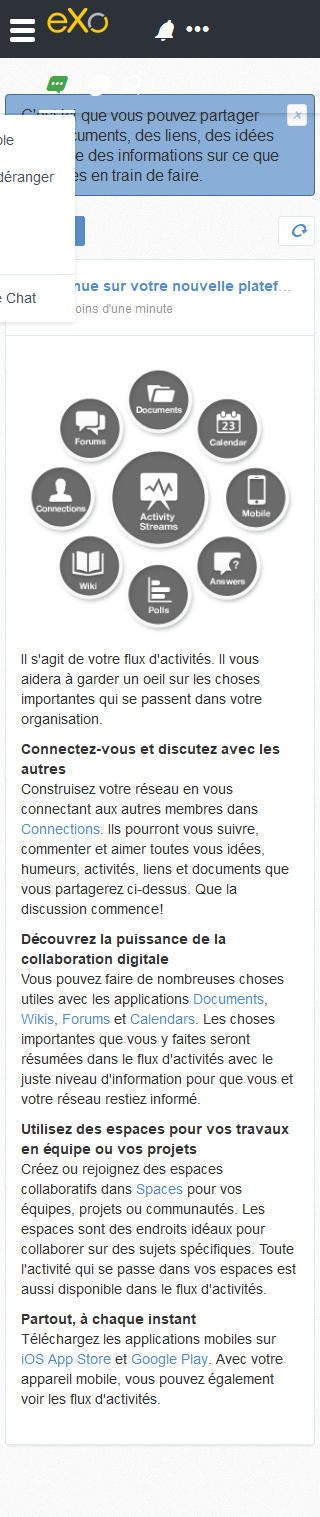 eXo
que vous pouvez partager
ocuments, des liens, des idées
e des informations sur ce que
es en train de faire.
ble
déranger
e Chat
nue sur votre nouvelle platef...
oins d'une minute
Documents
Forums
23
Calendar
Connections
Activity
Streams
Mobile
Wiki
Answers
Polls
Il s'agit de votre flux d'activités. Il vous
aidera à garder un oeil sur les choses
importantes qui se passent dans votre
organisation.
Connectez-vous et discutez avec les
autres
Construisez votre réseau en vous
connectant aux autres membres dans
Connections. Ils pourront vous suivre,
commenter et aimer toutes vous idées,
humeurs, activités, liens et documents que
vous partagerez ci-dessus. Que la
discussion commence!
Découvrez la puissance de la
collaboration digitale
Vous pouvez faire de nombreuses choses
utiles avec les applications Documents,
Wikis, Forums et Calendars. Les choses
importantes que vous y faites seront
résumées dans le flux d'activités avec le
juste niveau d'information pour que vous et
votre réseau restiez informé.
Utilisez des espaces pour vos travaux
en équipe ou vos projets
Créez ou rejoignez des espaces
collaboratifs dans Spaces pour vos
équipes, projets ou communautés. Les
espaces sont des endroits idéaux pour
collaborer sur des sujets spécifiques. Toute
l'activité qui se passe dans vos espaces est
aussi disponible dans le flux d'activités.
Partout, à chaque instant
Téléchargez les applications mobiles sur
iOS App Store et Google Play. Avec votre
appareil mobile, vous pouvez également
voir les flux d'activités.